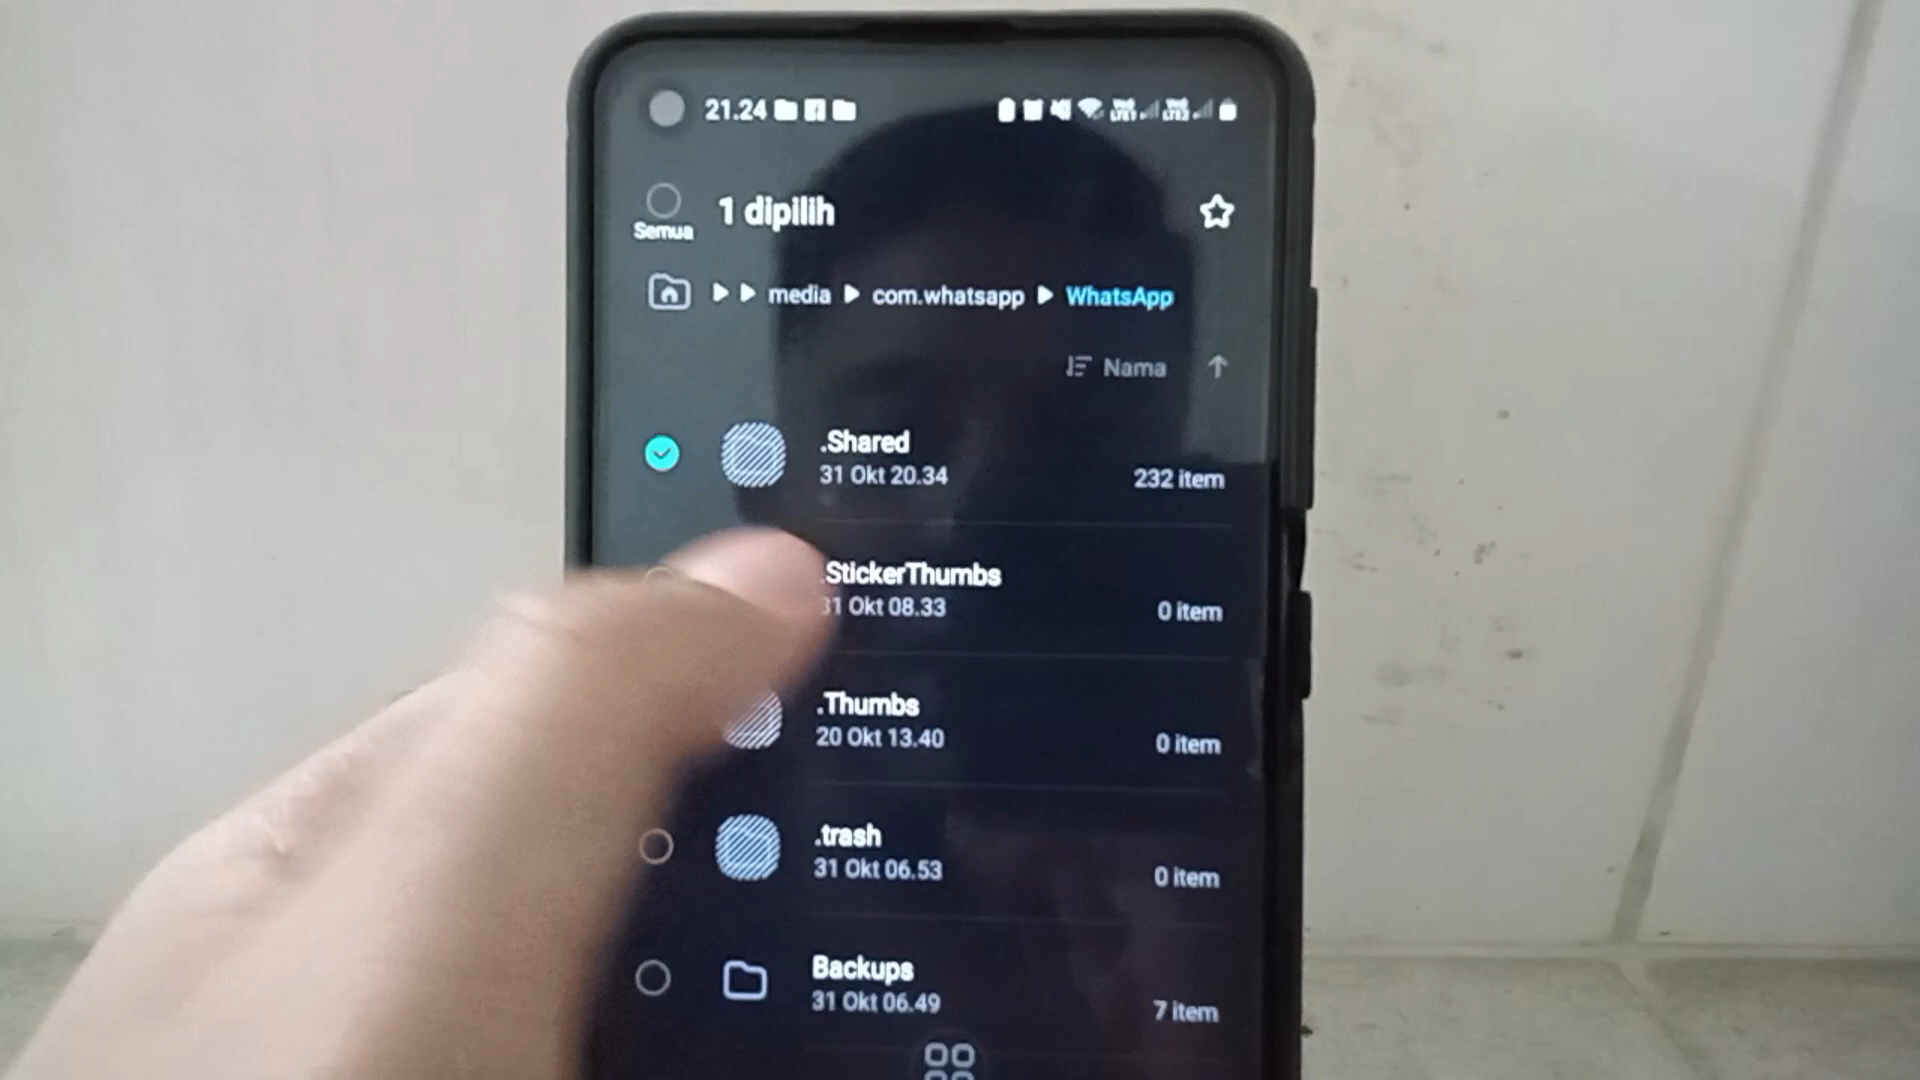 21.24
1 dipilih
Semua
media com.whatsapp WhatsApp
Nama
.Shared
31 Okt 20.34
232 item
.StickerThumbs
31 Okt 08.33
0 item
.Thumbs
20 Okt 13.40
0 item
.trash
31 Okt 06.53
0 item
Backups
31 Okt 06.49
7 item